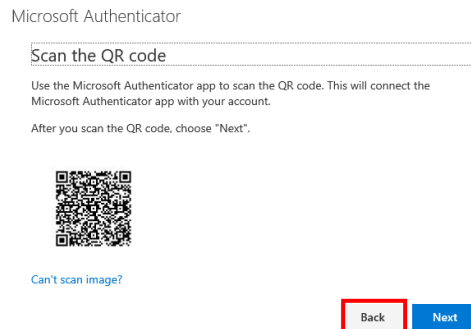 Microsoft Authenticator
Scan the QR code
Use the Microsoft Authenticator app to scan the QR code. This will connect the
Microsoft Authenticator app with your account.
After you scan the QR code, choose "Next".
Can't scan image?
Back Next